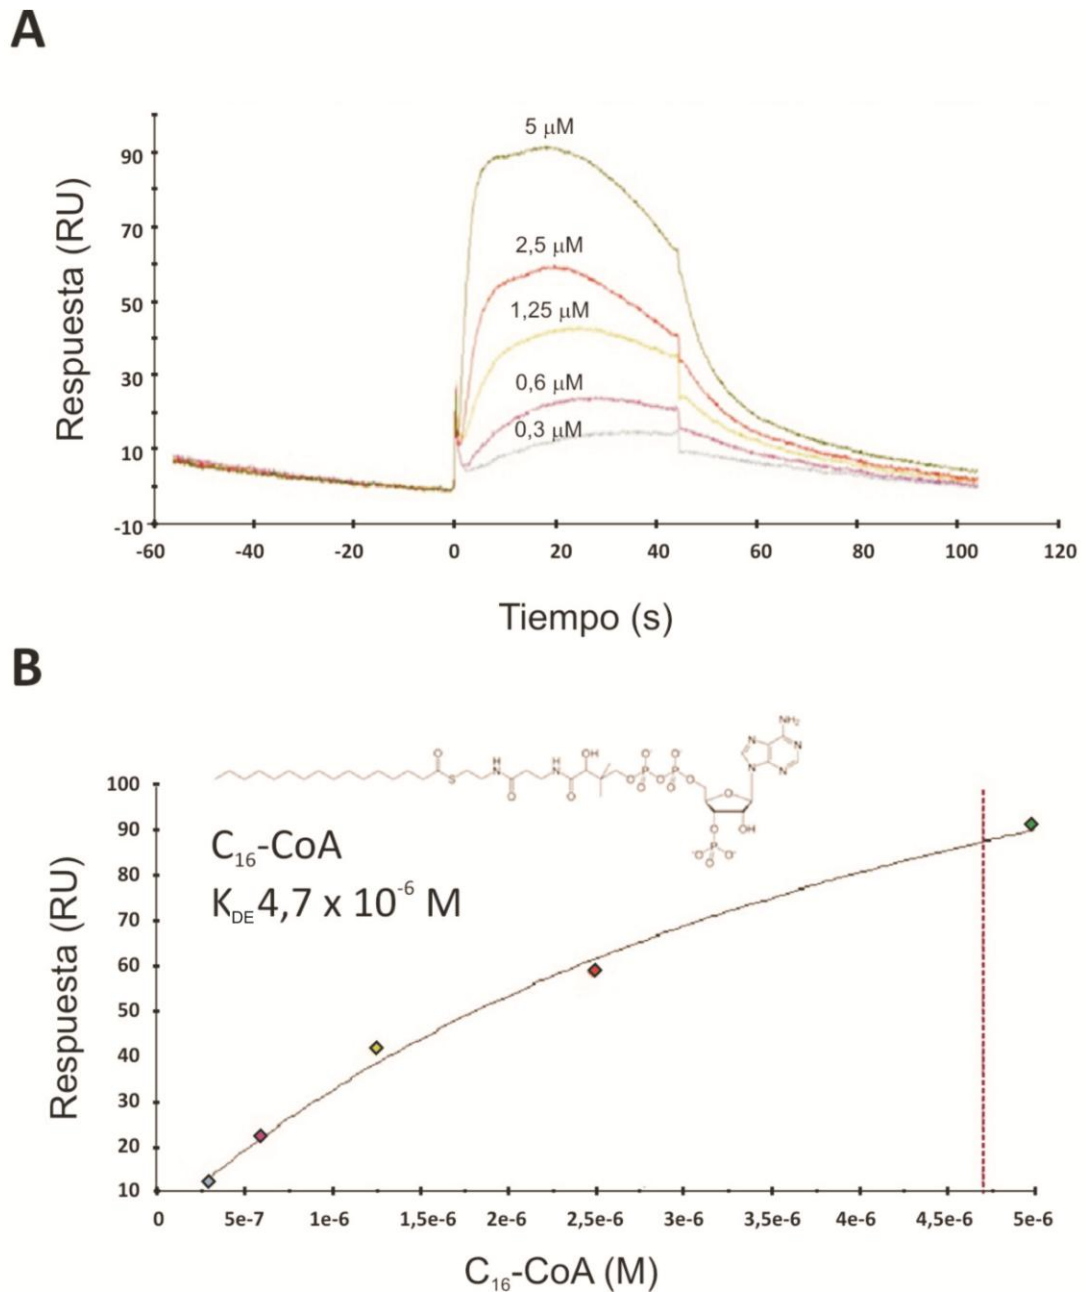 A
Respuesta (RU)
90
70
50
30
10
-10
5 μM
2,5 μM
1,25 μM
0,6 μM
0,3 μM
-60 -40 -20 0 20 40 60 80 100 120
Tiempo (s)
B
Respuesta (RU)
100
90
80
70
60
50
40
30
20
10
NH₂
N N
N N
O OH O⁻ O⁻
S N H N H O P O P O O
O O O O
O OH
⁻O P O⁻
O
C₁₆-CoA
K_DE 4,7 x 10⁻⁶ M
0 5e-7 1e-6 1,5e-6 2e-6 2,5e-6 3e-6 3,5e-6 4e-6 4,5e-6 5e-6
C₁₆-CoA (M)